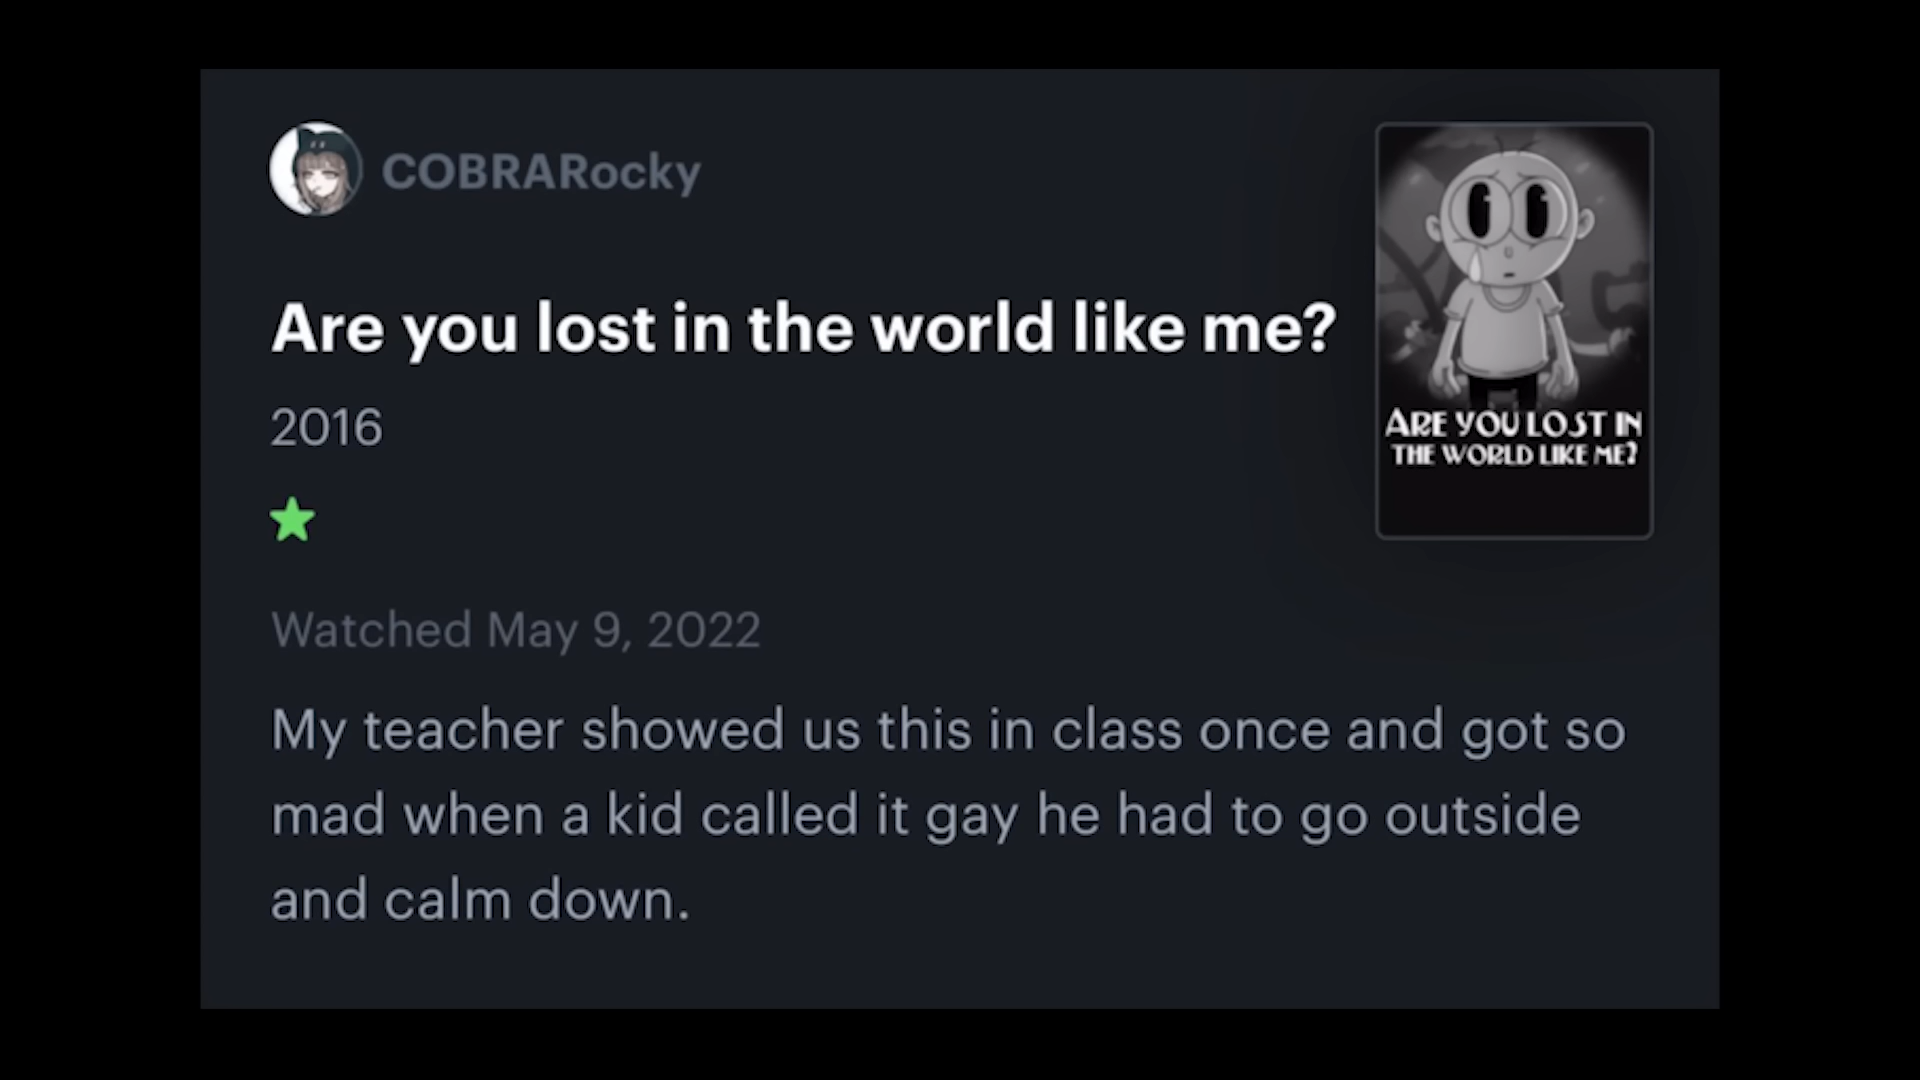 COBRARocky
Are you lost in the world like me?
2016
Watched May 9, 2022
My teacher showed us this in class once and got so
mad when a kid called it gay he had to go outside
and calm down.
ARE YOU LOST IN
THE WORLD LIKE ME?